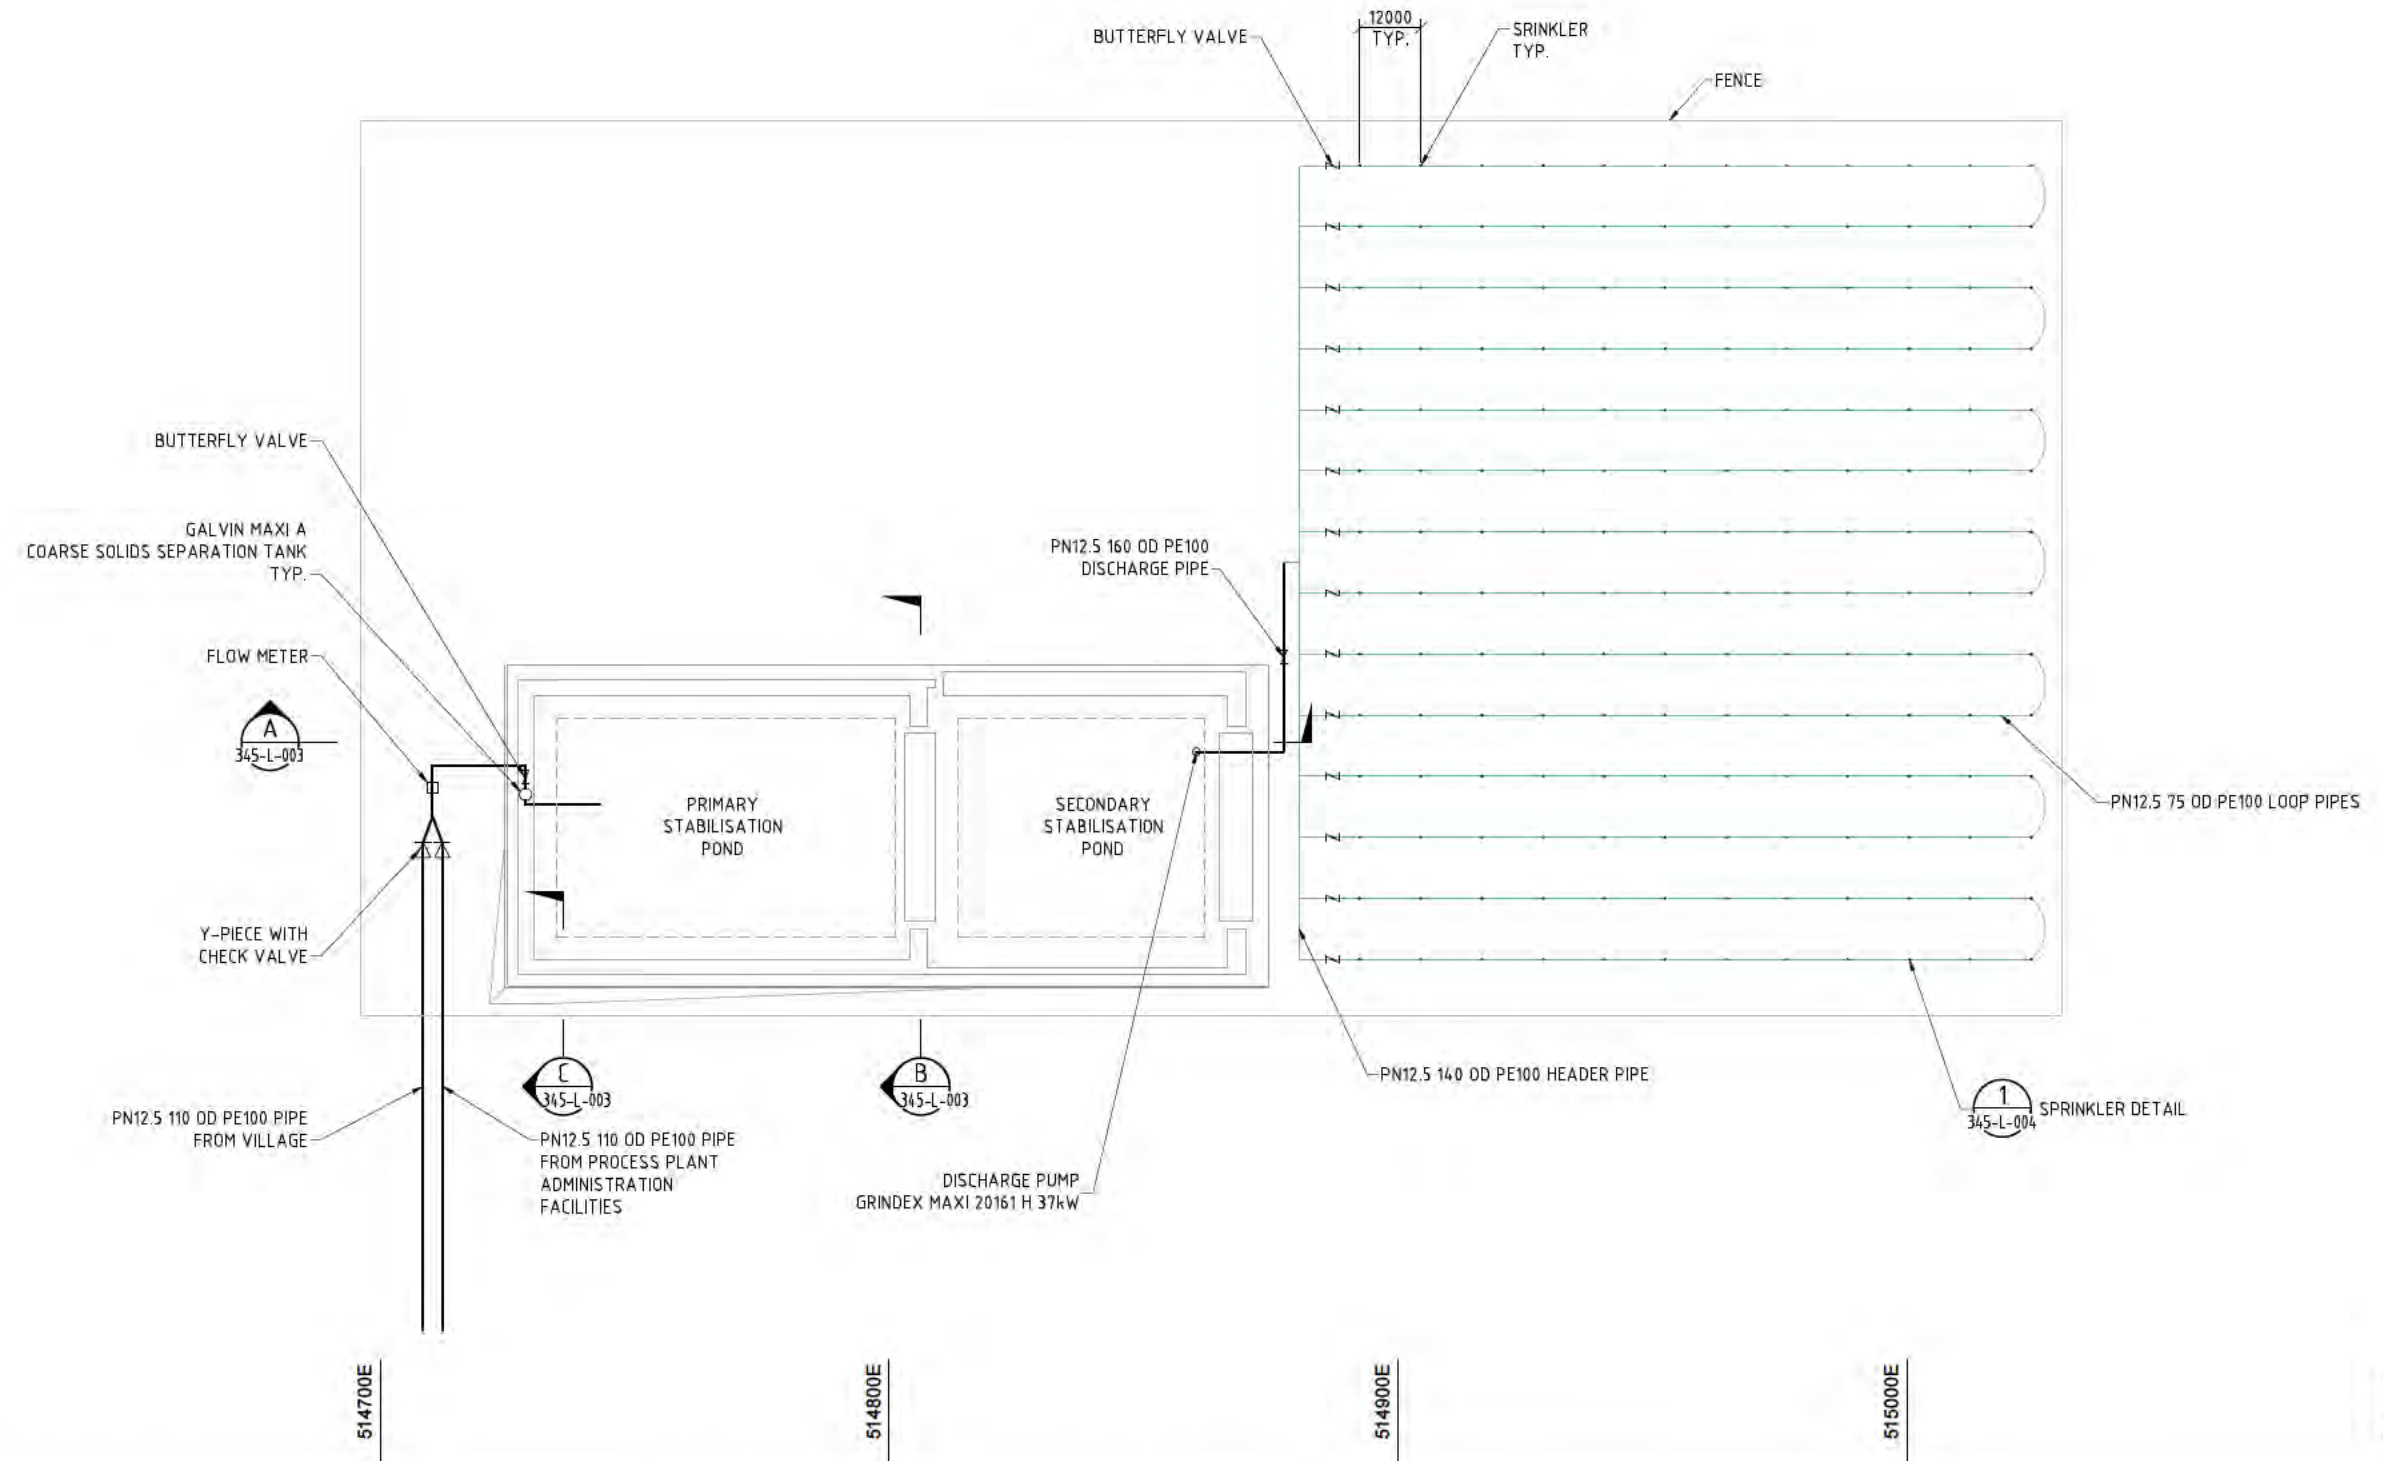 12000
TYP.
BUTTERFLY VALVE
SRINKLER
TYP.
FENCE
BUTTERFLY VALVE
GALVIN MAXI A
COARSE SOLIDS SEPARATION TANK
TYP.
PN12.5 160 OD PE100
DISCHARGE PIPE
FLOW METER
A
345-L-003
PRIMARY
STABILISATION
POND
SECONDARY
STABILISATION
POND
PN12.5 75 OD PE100 LOOP PIPES
Y-PIECE WITH
CHECK VALVE
C
345-L-003
B
345-L-003
PN12.5 140 OD PE100 HEADER PIPE
1
345-L-004
SPRINKLER DETAIL
PN12.5 110 OD PE100 PIPE
FROM VILLAGE
PN12.5 110 OD PE100 PIPE
FROM PROCESS PLANT
ADMINISTRATION
FACILITIES
DISCHARGE PUMP
GRINDEX MAXI 20161 H 37kW
514700E
514800E
514900E
515000E